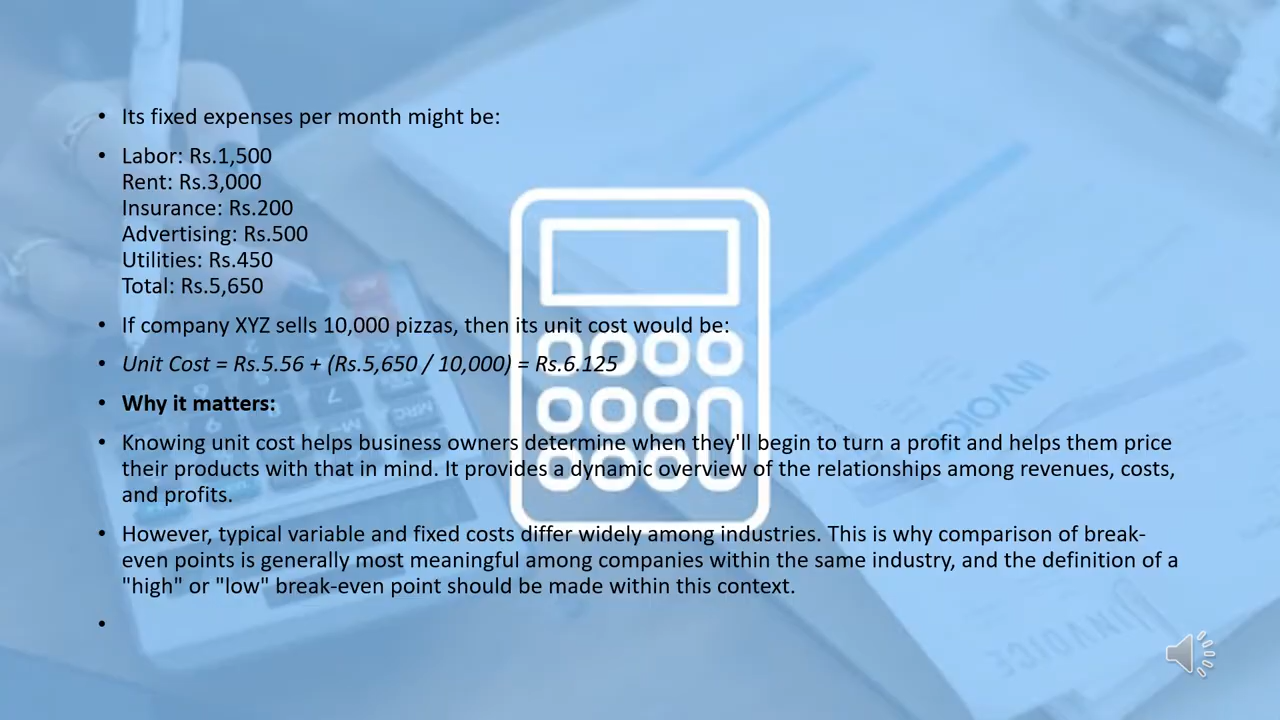 Its fixed expenses per month might be:
Labor: Rs.1,500
Rent: Rs.3,000
Insurance: Rs.200
Advertising: Rs.500
Utilities: Rs.450
Total: Rs.5,650
If company XYZ sells 10,000 pizzas, then its unit cost would be:
Unit Cost = Rs.5.56 + (Rs.5,650 / 10,000) = Rs.6.125
Why it matters:
Knowing unit cost helps business owners determine when they'll begin to turn a profit and helps them price
their products with that in mind. It provides a dynamic overview of the relationships among revenues, costs,
and profits.
However, typical variable and fixed costs differ widely among industries. This is why comparison of break-
even points is generally most meaningful among companies within the same industry, and the definition of a
"high" or "low" break-even point should be made within this context.
INVOICE
INVOICE